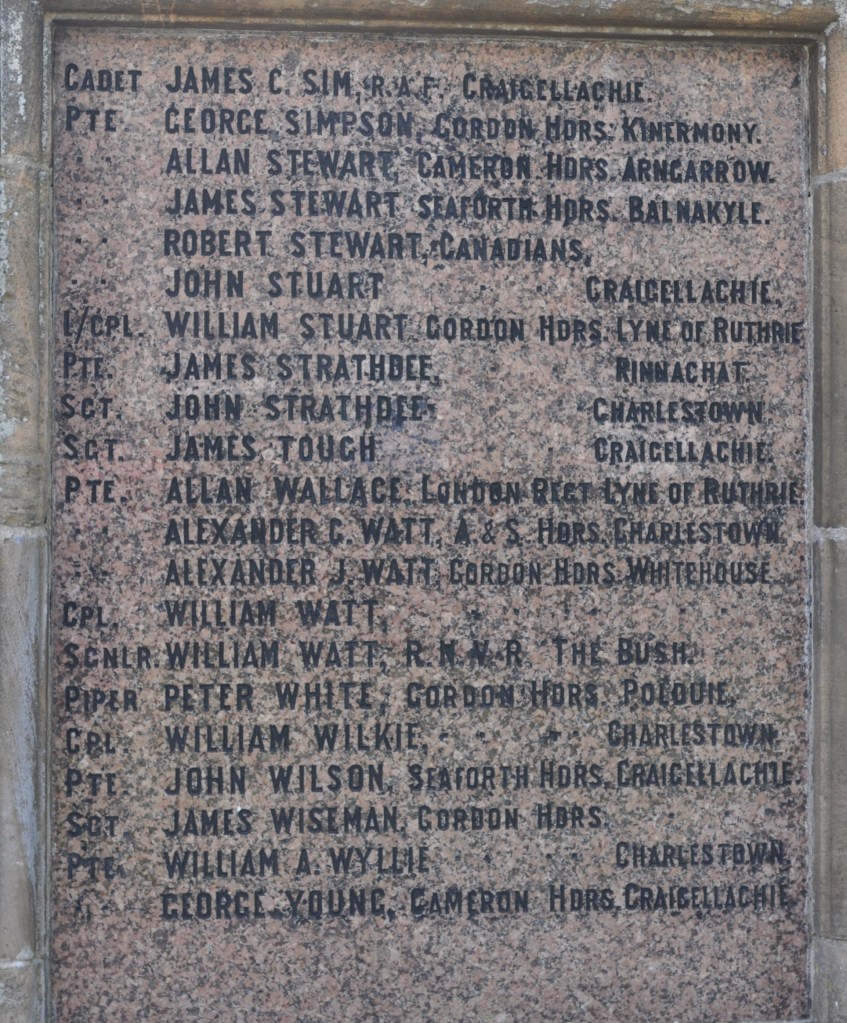 CADET JAMES C. SIM, R.A.F. CRAIGELLACHIE.
PTE. GEORGE SIMPSON, GORDON HDRS. KINERMONY.
" ALLAN STEWART, CAMERON HDRS. ARNGARROW.
" JAMES STEWART SEAFORTH HDRS. BALNAKYLE.
" ROBERT STEWART, CANADIANS,
" JOHN STUART " " CRAIGELLACHIE,
L/CPL. WILLIAM STUART GORDON HDRS. LYNE OF RUTHRIE
PTE. JAMES STRATHDEE, " " RINNACHAT.
SGT. JOHN STRATHDEE " " CHARLESTOWN
SGT. JAMES TOUGH " " CRAIGELLACHIE.
PTE. ALLAN WALLACE. LONDON REGT LYNE OF RUTHRIE.
" ALEXANDER G. WATT, A.&S. HDRS. CHARLESTOWN.
" ALEXANDER J. WATT, GORDON HDRS. WHITEHOUSE
CPL. WILLIAM WATT, " " "
SGNLR. WILLIAM WATT, R.N.V.R. THE BUSH.
PIPER PETER WHITE, GORDON HDRS. POLQUIE,
CPL. WILLIAM WILKIE, " " CHARLESTOWN.
PTE. JOHN WILSON, SEAFORTH HDRS. CRAIGELLACHIE.
SGT. JAMES WISEMAN, GORDON HDRS. "
PTE. WILLIAM A. WYLLIE " " CHARLESTOWN.
" GEORGE YOUNG, CAMERON HDRS. CRAIGELLACHIE.